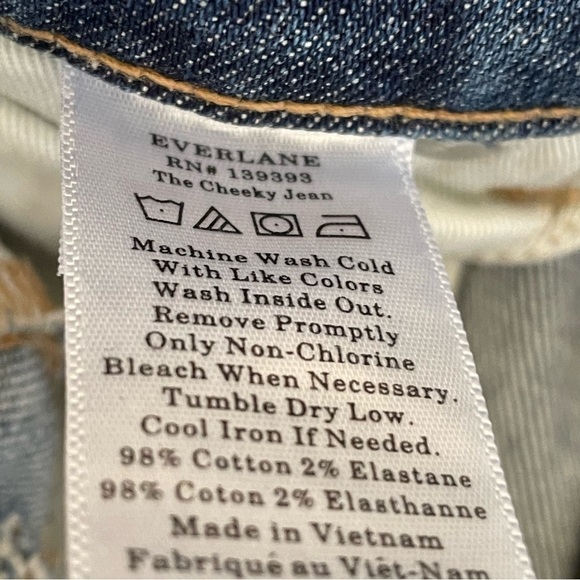 EVERLANE
RN# 139393
The Cheeky Jean
Machine Wash Cold
With Like Colors
Wash Inside Out.
Remove Promptly
Only Non-Chlorine
Bleach When Necessary.
Tumble Dry Low.
Cool Iron If Needed.
98% Cotton 2% Elastane
98% Coton 2% Elasthanne
Made in Vietnam
Fabriqué au Viêt-Nam